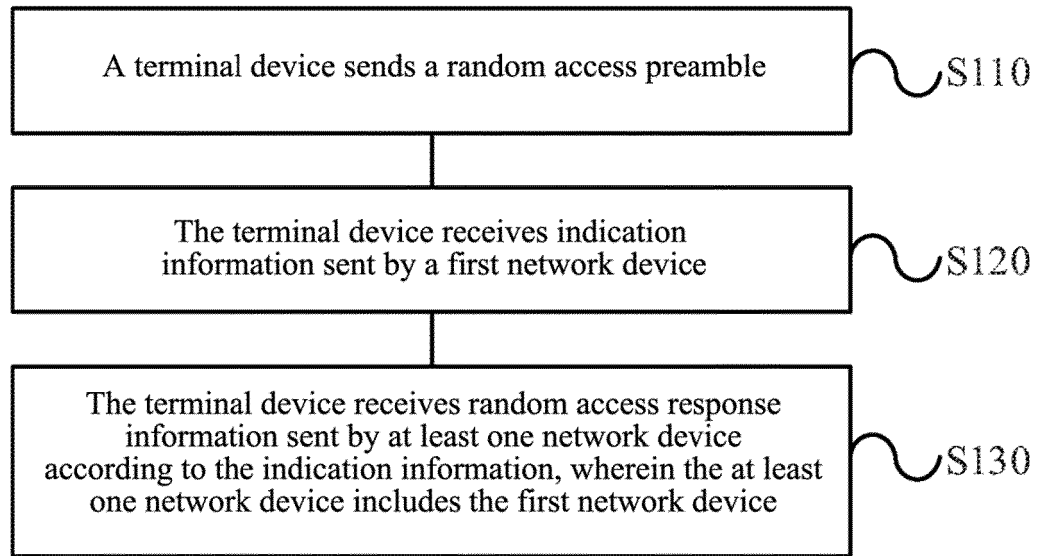 A terminal device sends a random access preamble
S110
The terminal device receives indication
information sent by a first network device
S120
The terminal device receives random access response
information sent by at least one network device
according to the indication information, wherein the at least
one network device includes the first network device
S130